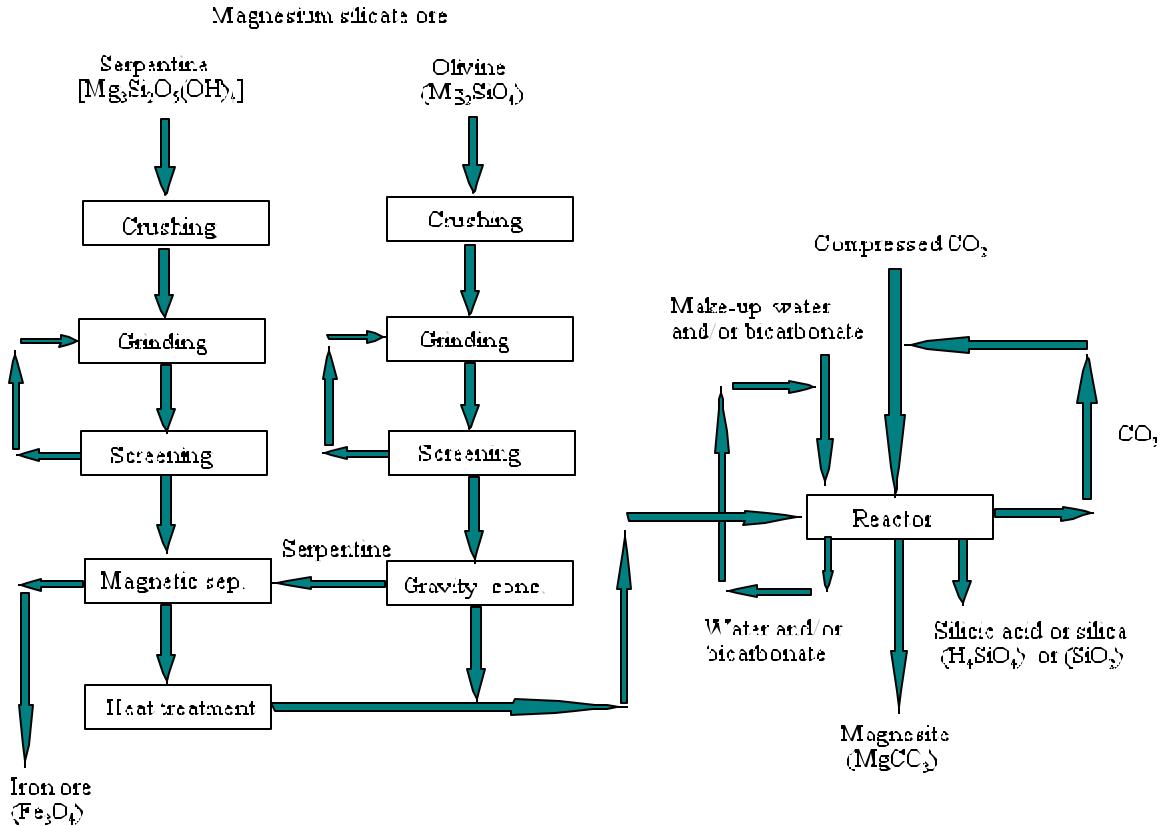 Magnesium silicate ore
Serpentine
[Mg₃Si₂O₅(OH)₄]
Olivine
(Mg₂SiO₄)
Crushing
Crushing
Grinding
Grinding
Screening
Screening
Serpentine
Magnetic sep.
Gravity conc.
Heat treatment
Iron ore
(Fe₃O₄)
Compressed CO₂
Make-up water
and/or bicarbonate
CO₂
Reactor
Water and/or
bicarbonate
Silicic acid or silica
(H₄SiO₄) or (SiO₂)
Magnesite
(MgCO₃)